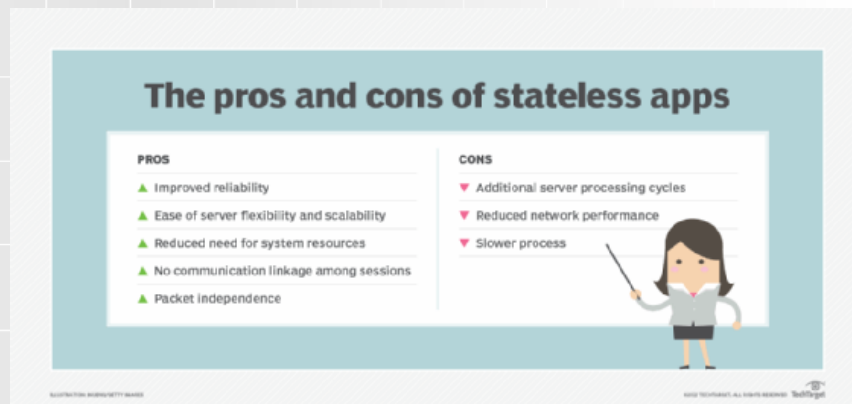 The pros and cons of stateless apps
PROS
Improved reliability
Ease of server flexibility and scalability
Reduced need for system resources
No communication linkage among sessions
Packet independence
CONS
Additional server processing cycles
Reduced network performance
Slower process
TechTarget